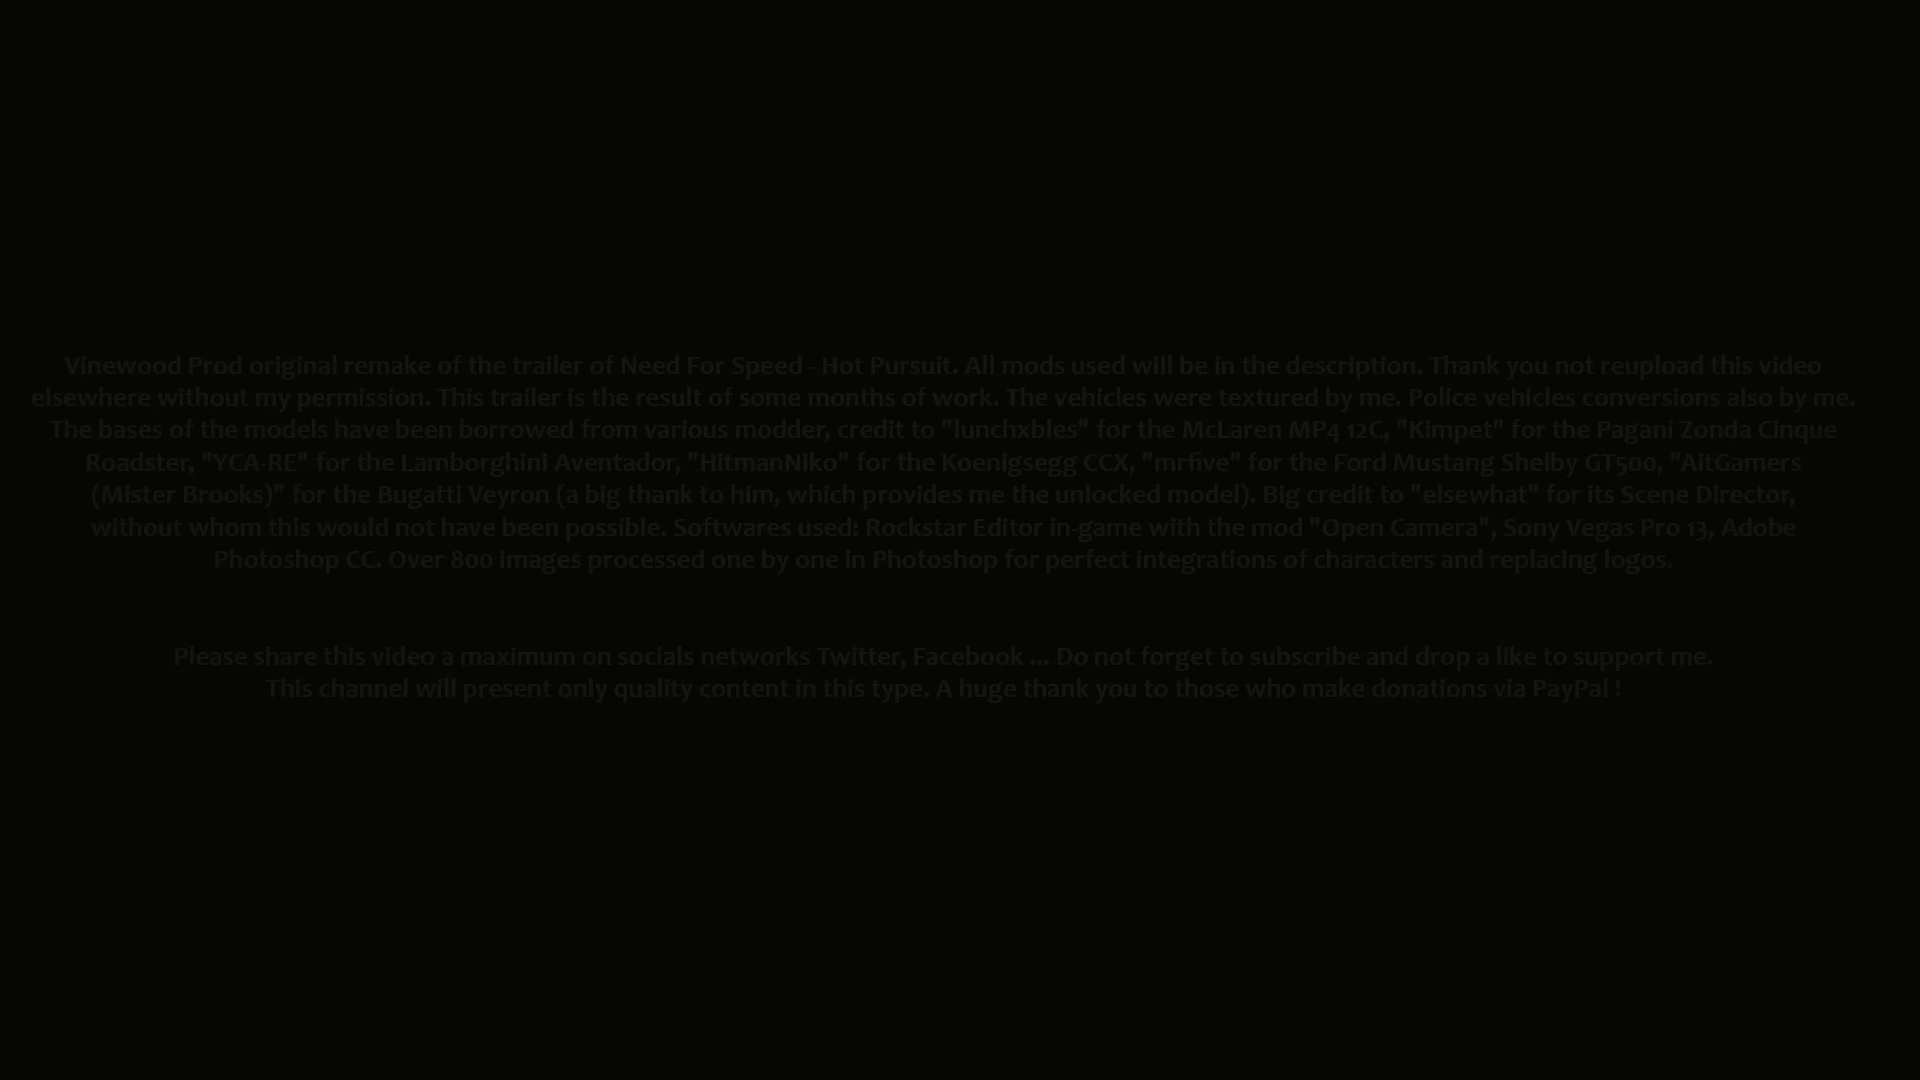 Vinewood Prod original remake of the trailer of Need For Speed - Hot Pursuit. All mods used will be in the description. Thank you not reupload this video
elsewhere without my permission. This trailer is the result of some months of work. The vehicles were textured by me. Police vehicles conversions also by me.
The bases of the models have been borrowed from various modder, credit to "lunchxbles" for the McLaren MP4 12C, "Kimpet" for the Pagani Zonda Cinque
Roadster, "YCA-RE" for the Lamborghini Aventador, "HitmanNiko" for the Koenigsegg CCX, "mrfive" for the Ford Mustang Shelby GT500, "AitGamers
(Mister Brooks)" for the Bugatti Veyron (a big thank to him, which provides me the unlocked model). Big credit to "elsewhat" for its Scene Director,
without whom this would not have been possible. Softwares used: Rockstar Editor in-game with the mod "Open Camera", Sony Vegas Pro 13, Adobe
Photoshop CC. Over 800 images processed one by one in Photoshop for perfect integrations of characters and replacing logos.
Please share this video a maximum on socials networks Twitter, Facebook ... Do not forget to subscribe and drop a like to support me.
This channel will present only quality content in this type. A huge thank you to those who make donations via PayPal !